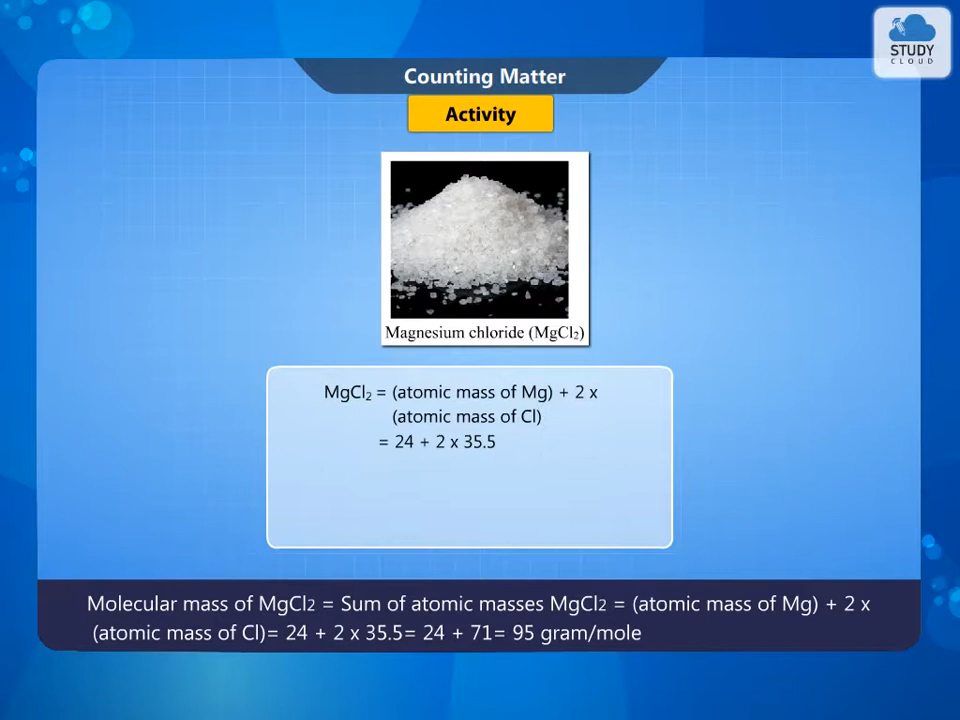 STUDY
CLOUD
Counting Matter
Activity
Magnesium chloride (MgCl₂)
MgCl₂ = (atomic mass of Mg) + 2 x
(atomic mass of Cl)
= 24 + 2 x 35.5
Molecular mass of MgCl2 = Sum of atomic masses MgCl2 = (atomic mass of Mg) + 2 x
(atomic mass of Cl)= 24 + 2 x 35.5= 24 + 71= 95 gram/mole